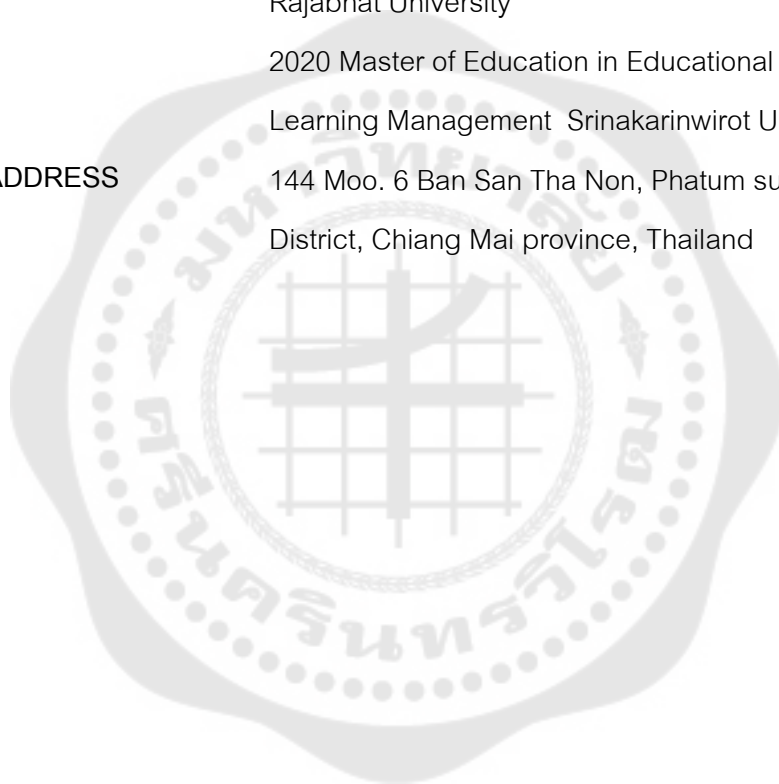 Rajabhat University
2020 Master of Education in Educational
Learning Management Srinakarinwirot U
ADDRESS 144 Moo. 6 Ban San Tha Non, Phatum su
District, Chiang Mai province, Thailand
มหาวิทยาลัย
ศรีนครินทรวิโรฒ